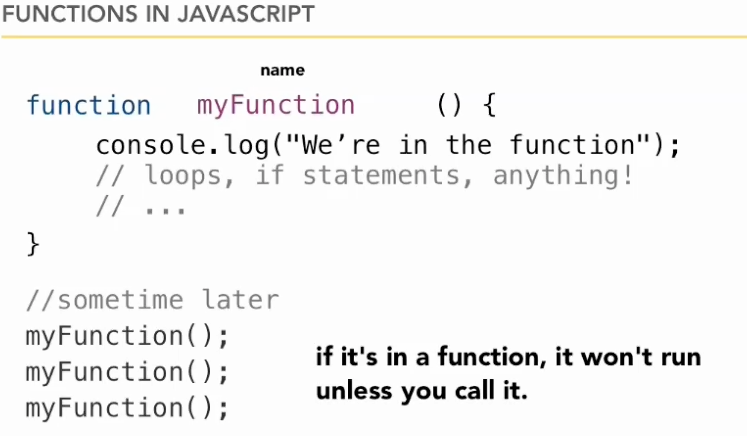 FUNCTIONS IN JAVASCRIPT
name
function myFunction () {
console.log("We’re in the function");
// loops, if statements, anything!
// ...
}
//sometime later
myFunction();
myFunction();
myFunction();
if it's in a function, it won't run
unless you call it.